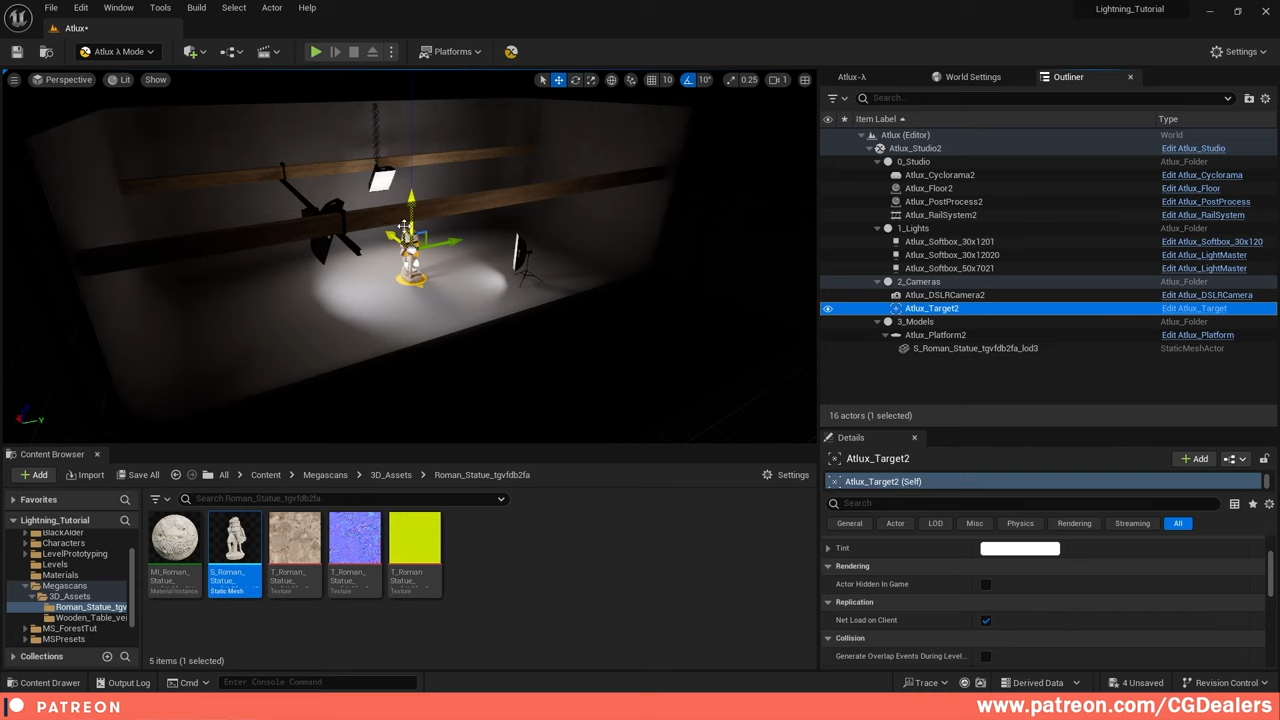 File Edit Window Tools Build Select Actor Help
Lightning_Tutorial
Atlux*
Atlux λ Mode
Platforms
Settings
Perspective Lit Show
10 10° 0.25 1
Atlux-λ World Settings Outliner
Search...
Item Label Type
Atlux (Editor) World
Atlux_Studio2 Edit Atlux_Studio
0_Studio Atlux_Folder
Atlux_Cyclorama2 Edit Atlux_Cyclorama
Atlux_Floor2 Edit Atlux_Floor
Atlux_PostProcess2 Edit Atlux_PostProcess
Atlux_RailSystem2 Edit Atlux_RailSystem
1_Lights Atlux_Folder
Atlux_Softbox_30x1201 Edit Atlux_Softbox_30x120
Atlux_Softbox_30x12020 Edit Atlux_LightMaster
Atlux_Softbox_50x7021 Edit Atlux_LightMaster
2_Cameras Atlux_Folder
Atlux_DSLRCamera2 Edit Atlux_DSLRCamera
Atlux_Target2 Edit Atlux_Target
3_Models Atlux_Folder
Atlux_Platform2 Edit Atlux_Platform
S_Roman_Statue_tgvfdb2fa_lod3 StaticMeshActor
16 actors (1 selected)
Details
Atlux_Target2
Add
Atlux_Target2 (Self)
Search
General Actor LOD Misc Physics Rendering Streaming All
Tint
Rendering
Actor Hidden In Game
Replication
Net Load on Client
Collision
Generate Overlap Events During Level...
Y
Content Browser
Add Import Save All All Content Megascans 3D_Assets Roman_Statue_tgvfdb2fa Settings
Favorites
Search Roman_Statue_tgvfdb2fa
Lightning_Tutorial
BlackAlder
Characters
LevelPrototyping
Levels
Materials
Megascans
3D_Assets
Roman_Statue_tgv
Wooden_Table_vei
MS_ForestTut
MSPresets
Collections
MI_Roman_
Statue_
Material Instance
S_Roman_
Statue_
Static Mesh
T_Roman_
Statue_
Texture
T_Roman_
Statue_
Texture
T_Roman
Statue_
Texture
5 items (1 selected)
Content Drawer Output Log Cmd Enter Console Command
Trace Derived Data 4 Unsaved Revision Control
PATREON
www.patreon.com/CGDealers